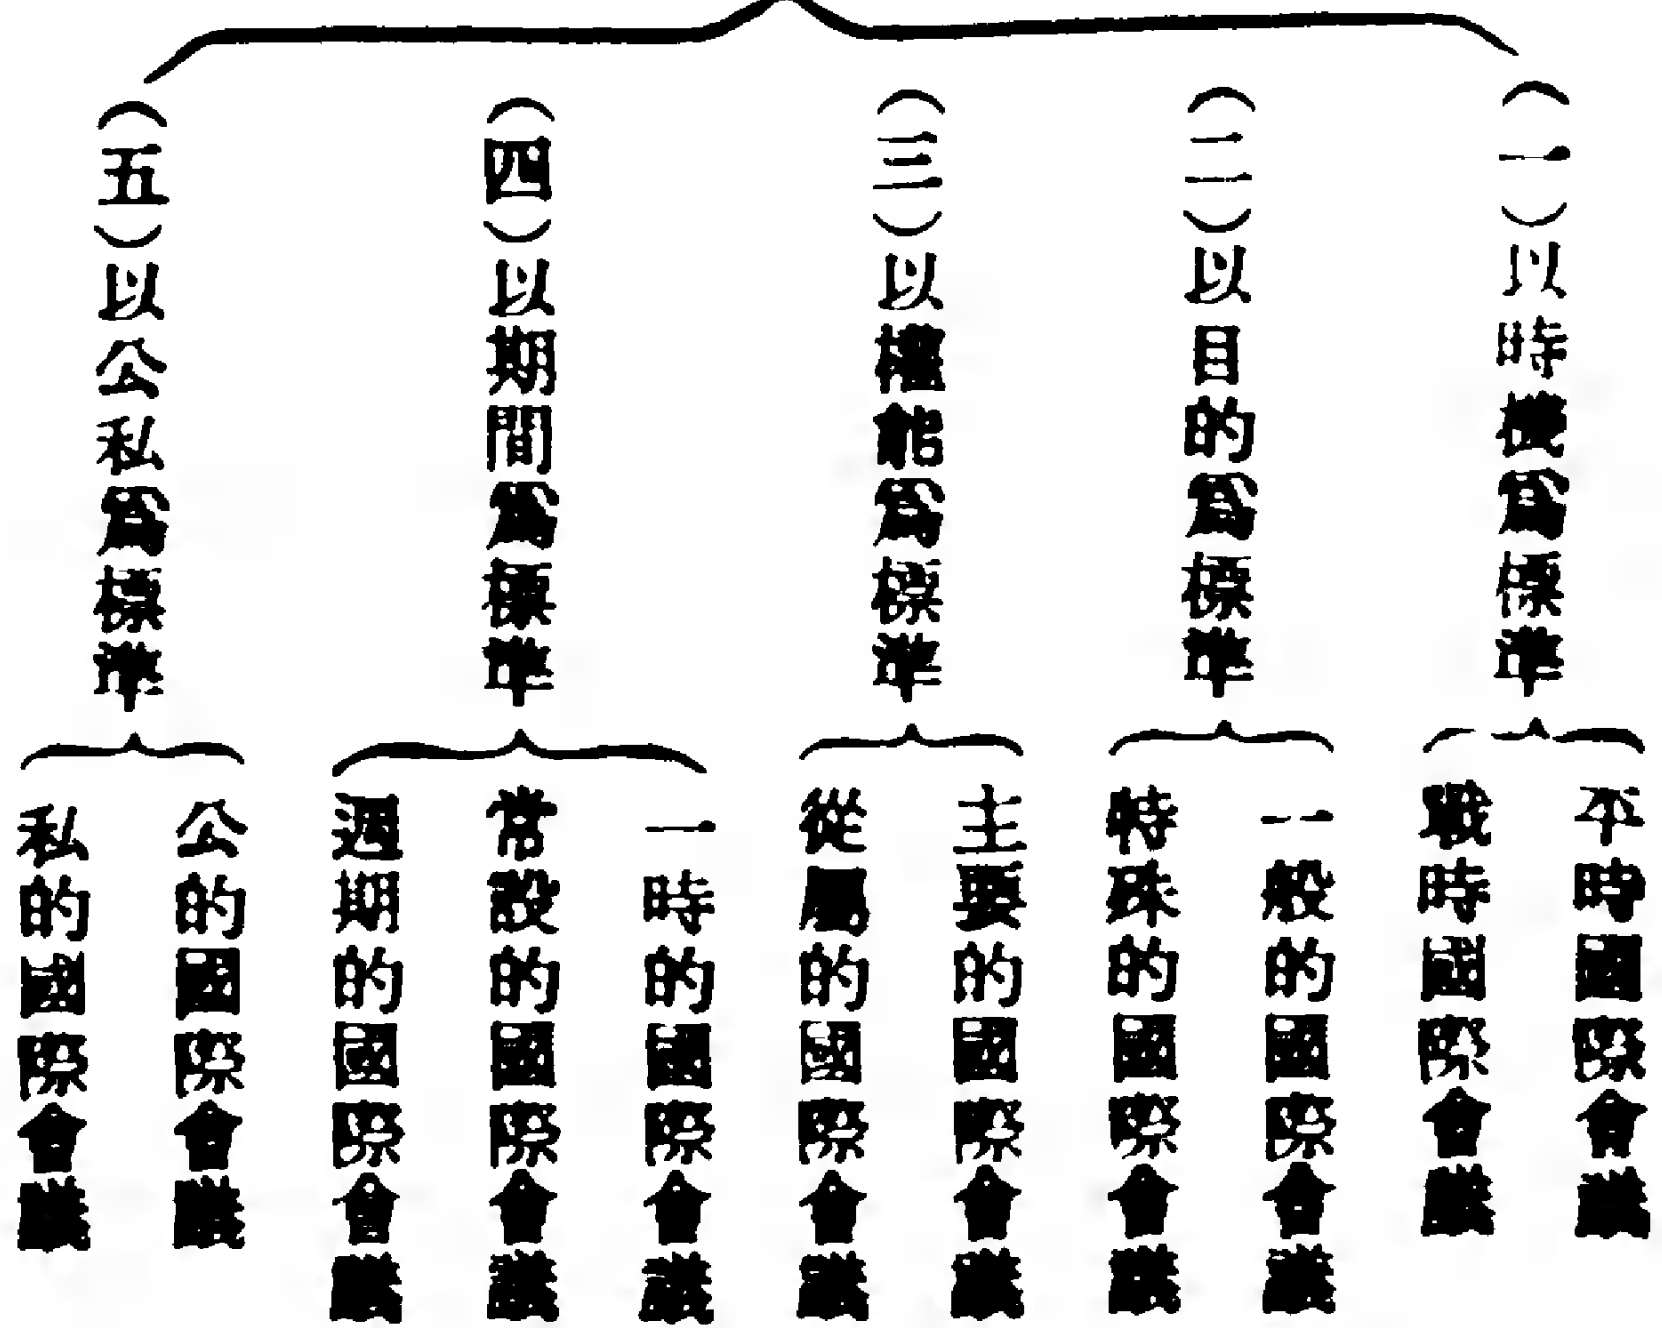 （一）以時機爲標準
平時國際會議
戰時國際會議
（二）以目的爲標準
一般的國際會議
特殊的國際會議
（三）以權能爲標準
主要的國際會議
從屬的國際會議
（四）以期間爲標準
一時的國際會議
常設的國際會議
週期的國際會議
（五）以公私爲標準
公的國際會議
私的國際會議